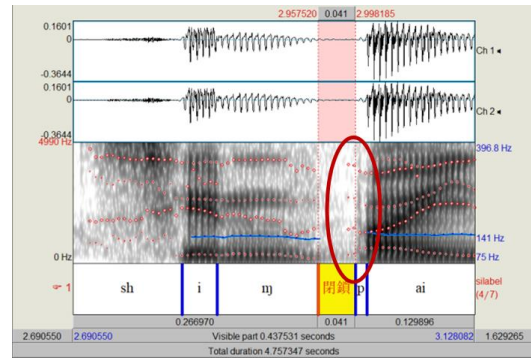 2.957520 0.041 2.998185
0.1601
0
-0.3644
Ch 1
0.1601
0
-0.3644
Ch 2
4990 Hz
0 Hz
396.8 Hz
141 Hz
75 Hz
1
sh i ɱ 閉鎖 p ai
silabel
(4/7)
0.266970 0.041 0.129896
2.690550 2.690550 Visible part 0.437531 seconds 3.128082 1.629265
Total duration 4.757347 seconds